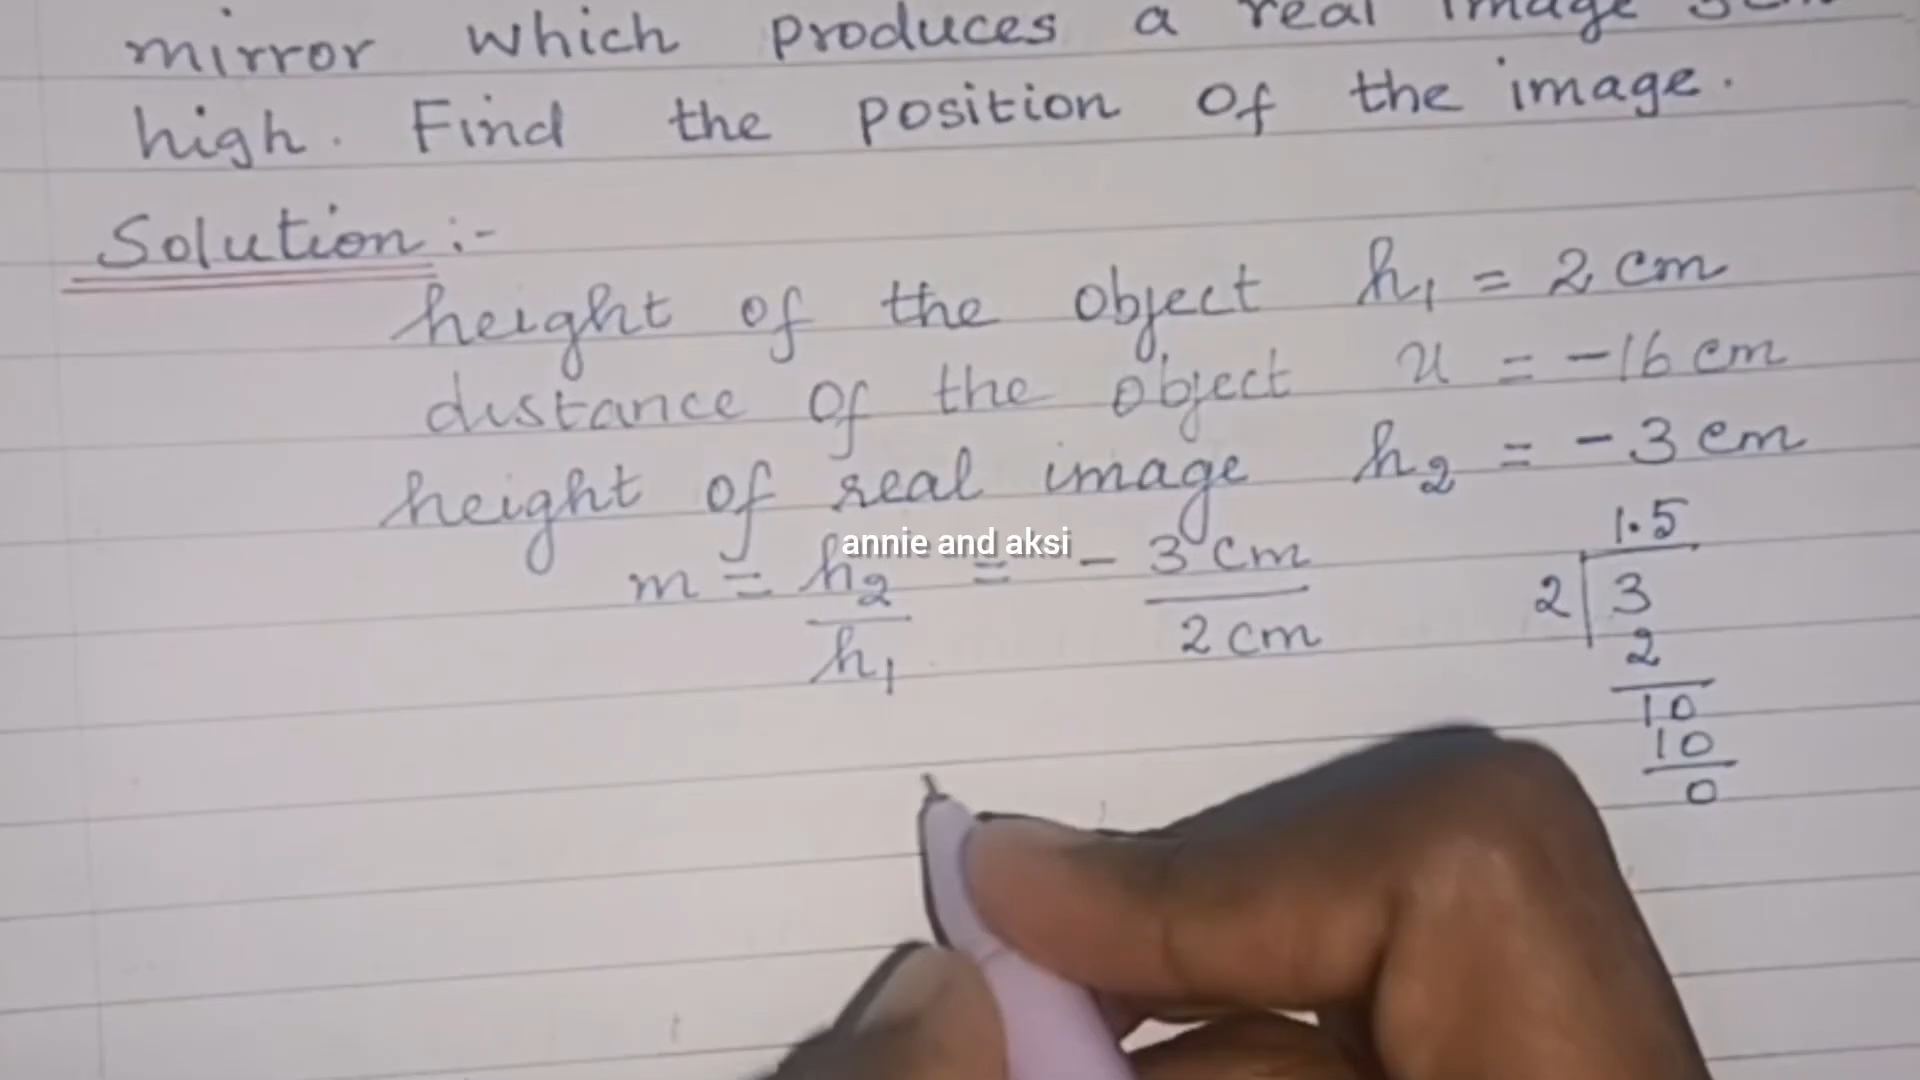 mirror which produces a real image 3cm
high. Find the position of the image.
Solution :-
height of the object h₁ = 2 cm
distance of the object u = -16 cm
height of real image h₂ = -3 cm
annie and aksi
m = h₂/h₁ = - 3 cm/2 cm
1.5
2 | 3
2
10
10
0